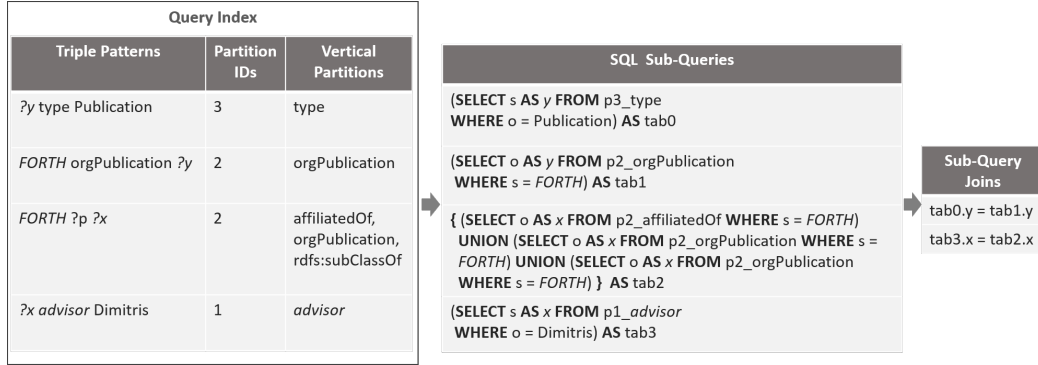 Query Index
Triple Patterns
Partition
IDs
Vertical
Partitions
?y type Publication
3
type
FORTH orgPublication ?y
2
orgPublication
FORTH ?p ?x
2
affiliatedOf,
orgPublication,
rdfs:subClassOf
?x advisor Dimitris
1
advisor
SQL Sub-Queries
(SELECT s AS y FROM p3_type
WHERE o = Publication) AS tab0
(SELECT o AS y FROM p2_orgPublication
WHERE s = FORTH) AS tab1
{ (SELECT o AS x FROM p2_affiliatedOf WHERE s = FORTH)
UNION (SELECT o AS x FROM p2_orgPublication WHERE s =
FORTH) UNION (SELECT o AS x FROM p2_orgPublication
WHERE s = FORTH) } AS tab2
(SELECT s AS x FROM p1_advisor
WHERE o = Dimitris) AS tab3
Sub-Query
Joins
tab0.y = tab1.y
tab3.x = tab2.x